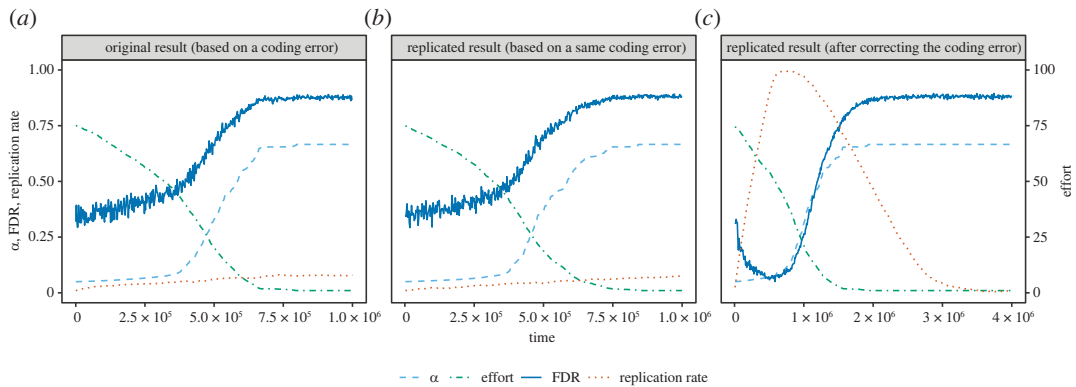 (a) (b) (c)
original result (based on a coding error) replicated result (based on a same coding error) replicated result (after correcting the coding error)
1.00 100
0.75 75
0.50 50
0.25 25
0 0
α, FDR, replication rate
effort
0 2.5 × 10⁵ 5.0 × 10⁵ 7.5 × 10⁵ 1.0 × 10⁶ 0 2.5 × 10⁵ 5.0 × 10⁵ 7.5 × 10⁵ 1.0 × 10⁶ 0 1 × 10⁶ 2 × 10⁶ 3 × 10⁶ 4 × 10⁶
time
α effort FDR replication rate